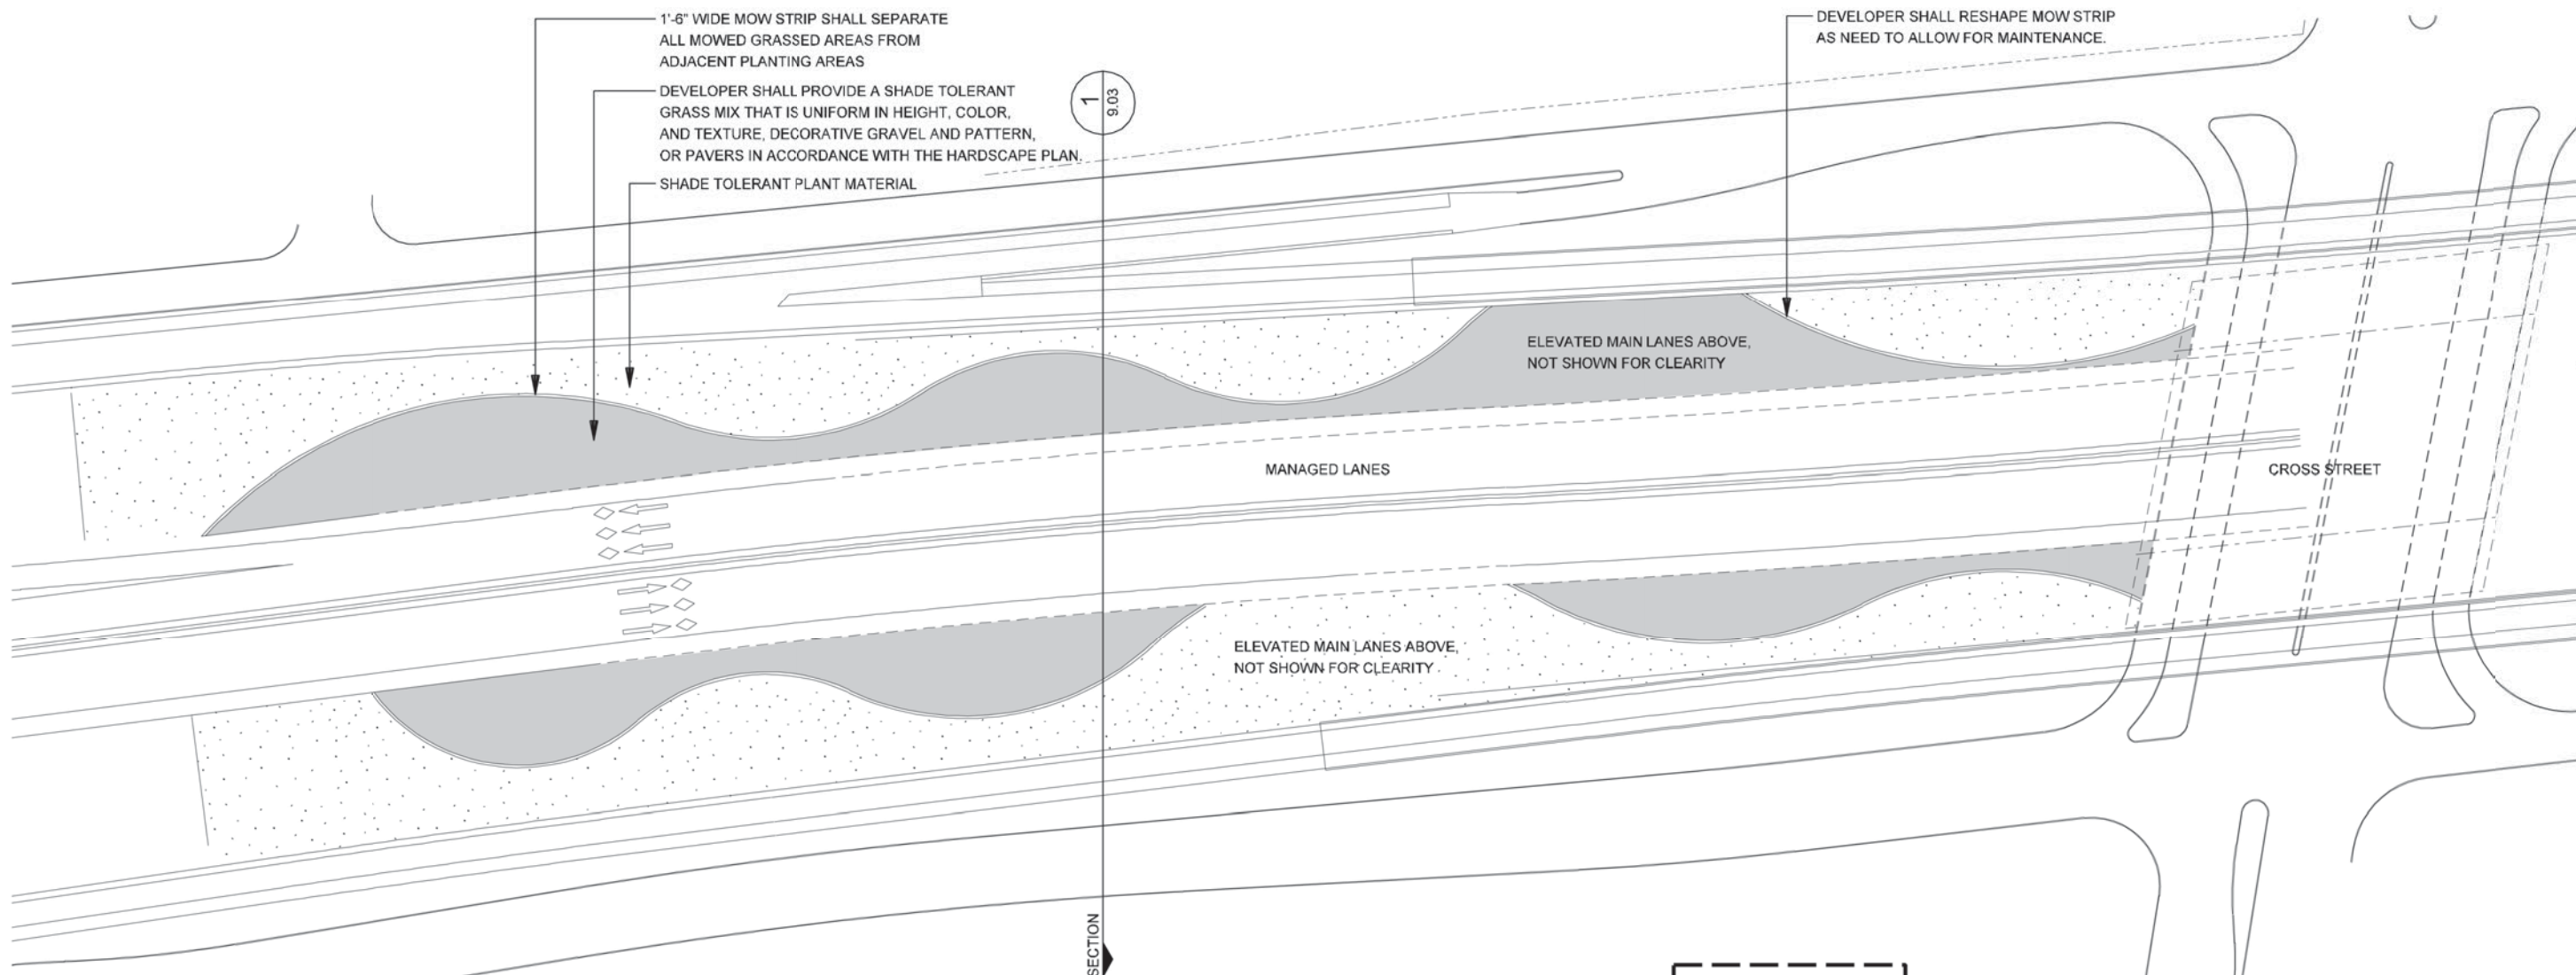 1'-6" WIDE MOW STRIP SHALL SEPARATE
ALL MOWED GRASSED AREAS FROM
ADJACENT PLANTING AREAS
DEVELOPER SHALL PROVIDE A SHADE TOLERANT
GRASS MIX THAT IS UNIFORM IN HEIGHT, COLOR,
AND TEXTURE, DECORATIVE GRAVEL AND PATTERN,
OR PAVERS IN ACCORDANCE WITH THE HARDSCAPE PLAN.
SHADE TOLERANT PLANT MATERIAL
1
9.03
DEVELOPER SHALL RESHAPE MOW STRIP
AS NEED TO ALLOW FOR MAINTENANCE.
ELEVATED MAIN LANES ABOVE,
NOT SHOWN FOR CLEARITY
MANAGED LANES
CROSS STREET
ELEVATED MAIN LANES ABOVE,
NOT SHOWN FOR CLEARITY
SECTION